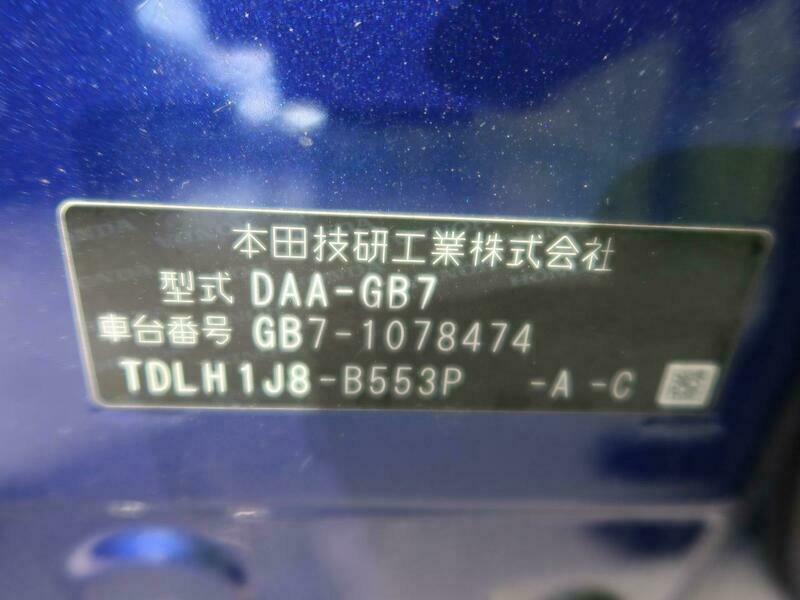 本田技研工業株式会社
型式 DAA-GB7
車台番号 GB7-1078474
TDLH1J8-B553P -A -C